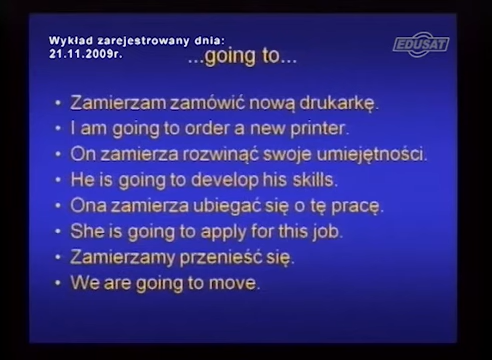 Wykład zarejestrowany dnia:
21.11.2009r.
EDUSAT
...going to...
• Zamierzam zamówić nową drukarkę.
• I am going to order a new printer.
• On zamierza rozwinąć swoje umiejętności.
• He is going to develop his skills.
• Ona zamierza ubiegać się o tę pracę.
• She is going to apply for this job.
• Zamierzamy przenieść się.
• We are going to move.